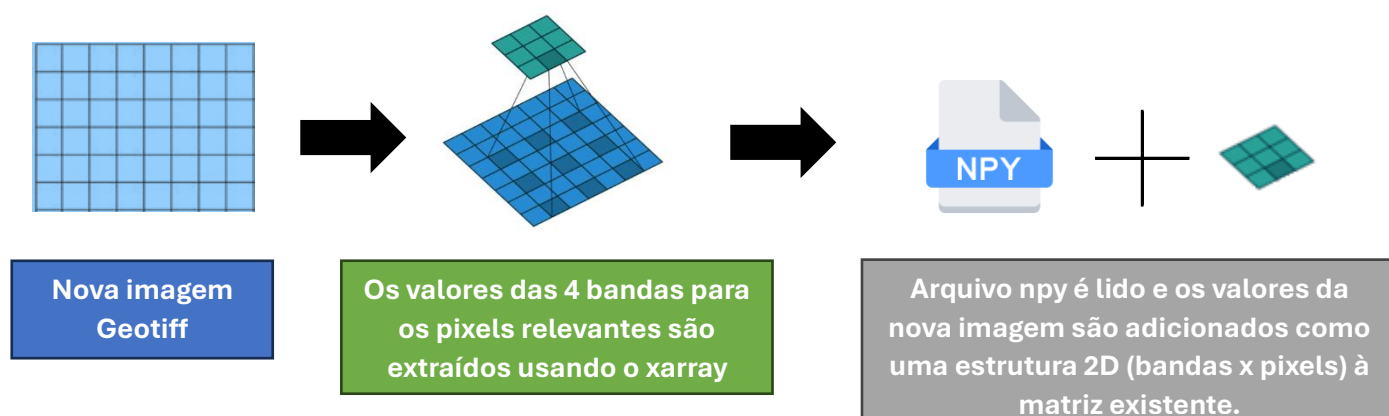 NPY
Nova imagem
Geotiff
Os valores das 4 bandas para
os pixels relevantes são
extraídos usando o xarray
Arquivo npy é lido e os valores da
nova imagem são adicionados como
uma estrutura 2D (bandas x pixels) à
matriz existente.